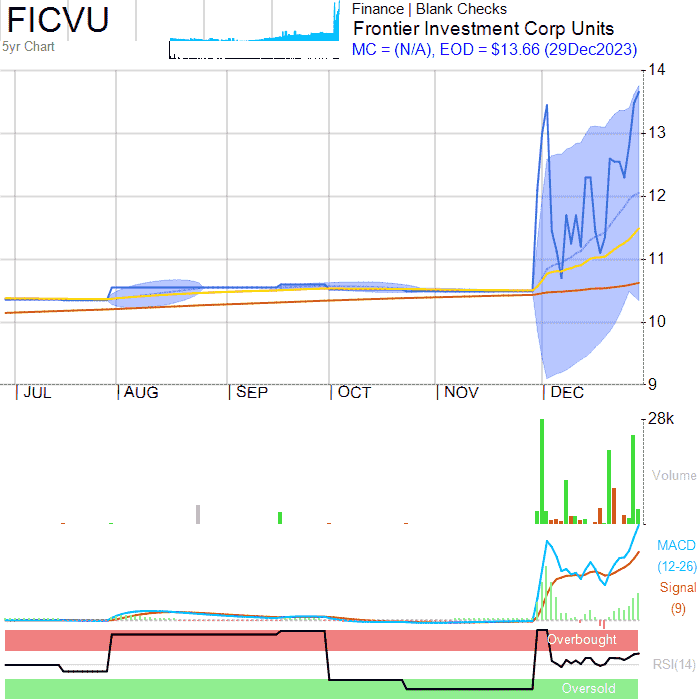 FICVU
5yr Chart
Finance | Blank Checks
Frontier Investment Corp Units
MC = (N/A), EOD = $13.66 (29Dec2023)
14
13
12
11
10
9
JUL AUG SEP OCT NOV DEC
28k
Volume
MACD
(12-26)
Signal
(9)
Overbought
RSI(14)
Oversold